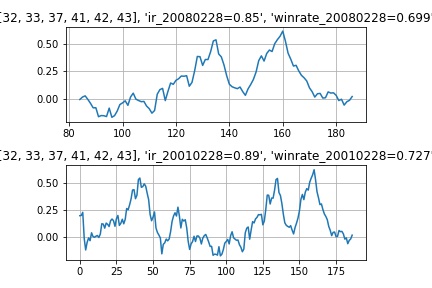 [32, 33, 37, 41, 42, 43], 'ir_20080228=0.85', 'winrate_20080228=0.699'
0.50
0.25
0.00
80 100 120 140 160 180
[32, 33, 37, 41, 42, 43], 'ir_20010228=0.89', 'winrate_20010228=0.727'
0.50
0.25
0.00
0 25 50 75 100 125 150 175